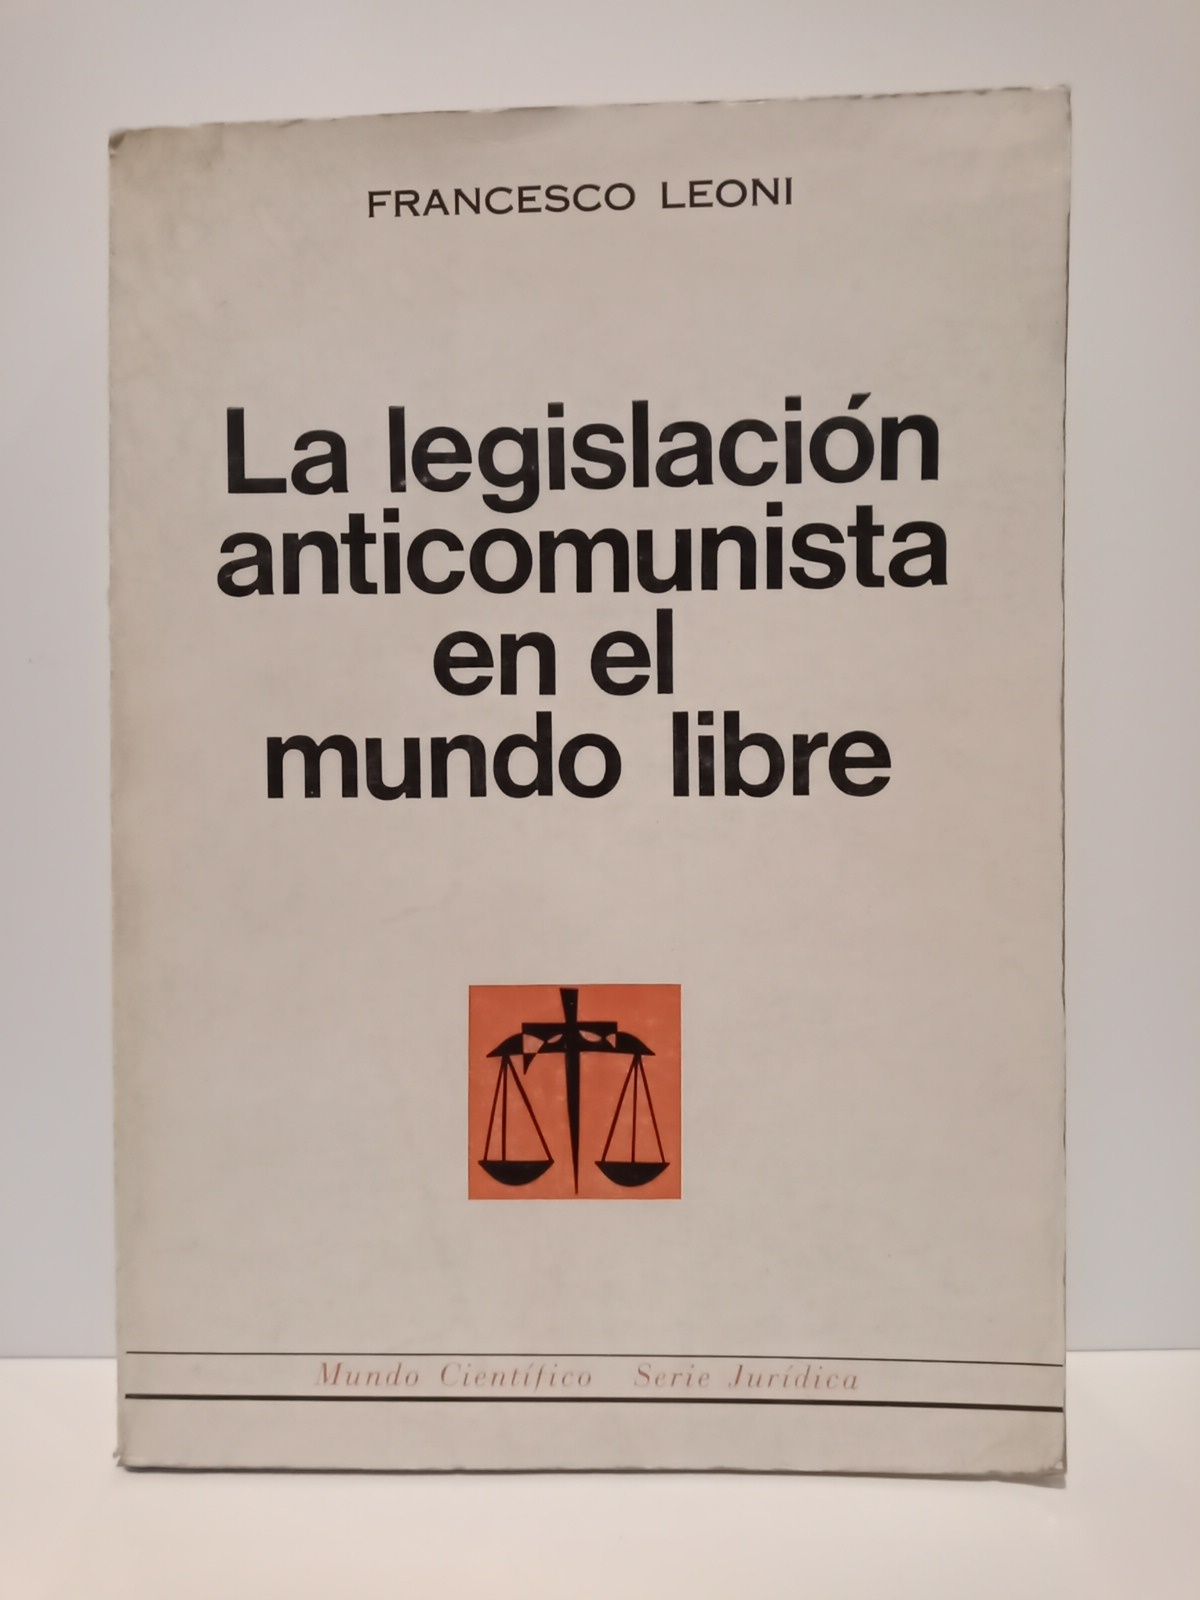 FRANCESCO LEONI
La legislación
anticomunista
en el
mundo libre
Mundo Científico Serie Jurídica